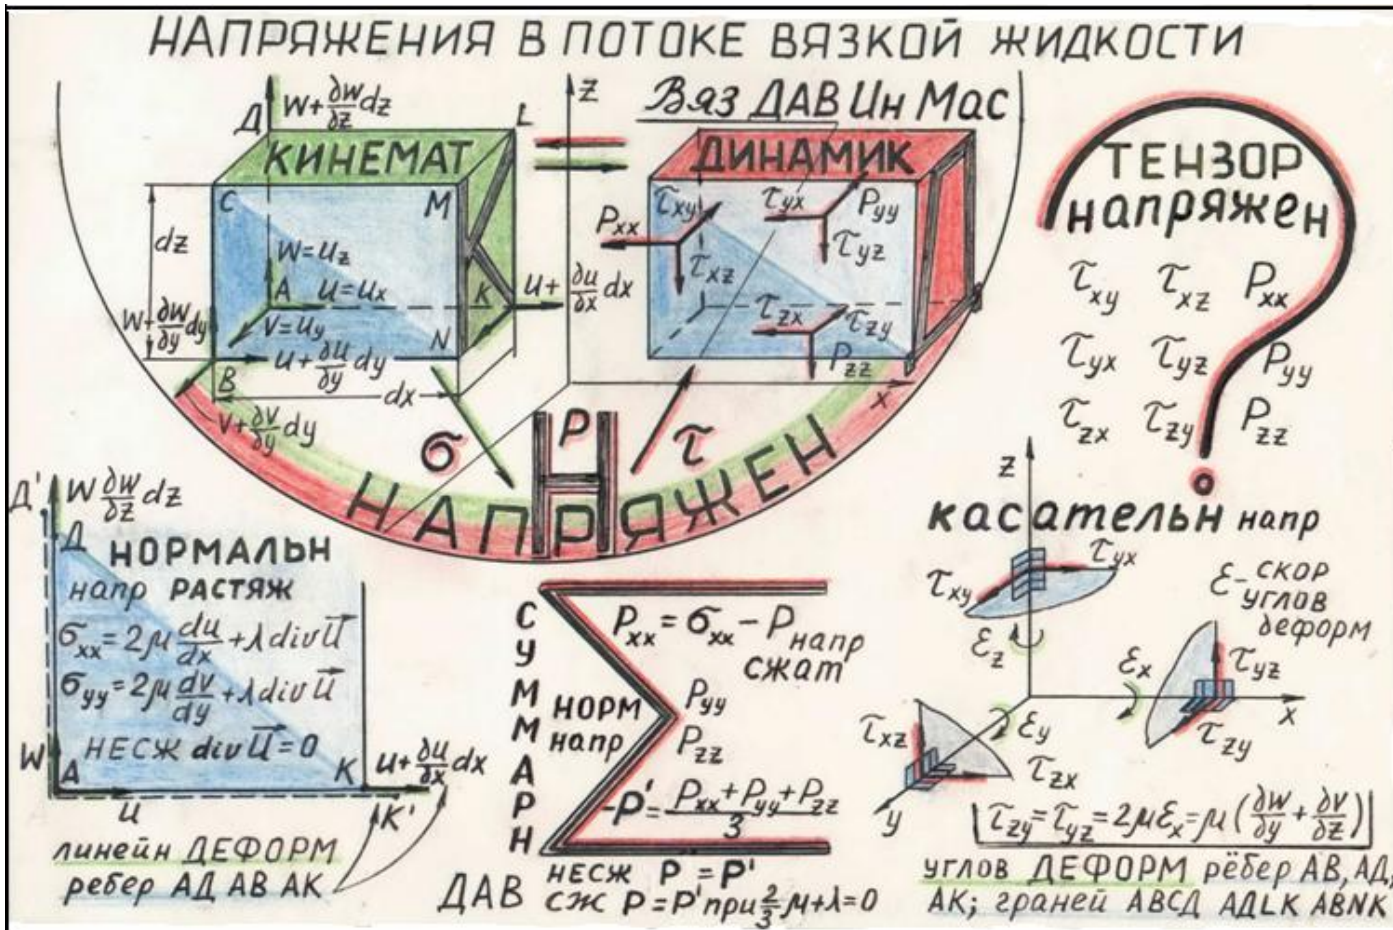 НАПРЯЖЕНИЯ В ПОТОКЕ ВЯЗКОЙ ЖИДКОСТИ
W+∂w/∂z dz
Д
L
КИНЕМАТ
C
M
dz
W=Uz
A
U=Ux
K
U+∂u/∂x dx
V=Uy
N
W+∂w/∂y dy
U+∂u/∂y dy
B
dx
V+∂v/∂y dy
z
x
Вяз ДАВ Ин Мас
ДИНАМИК
τxy
τyx
Pyy
Pxx
τyz
τxz
τzx
τzy
Pzz
σ
Р
τ
НАПРЯЖЕН
ТЕНЗОР
напряжен
τxy τxz Pxx
τyx τyz Pyy
τzx τzy Pzz
Д'
W ∂w/∂z dz
Д
НОРМАЛЬН
напр РАСТЯЖ
σxx=2μ du/dx+λ div U⃗
σyy=2μ dv/dy+λ div U⃗
НЕСЖ div U⃗=0
W
A
K
U+∂u/∂x dx
U
K'
линейн ДЕФОРМ
рёбер АД АВ АК
СУММАРН
Pxx=σxx-Pнапр
сжат
НОРМ
напр
Pyy
Pzz
-P'=Pxx+Pyy+Pzz/3
ДАВ
НЕСЖ P=P'
СЖ P=P' при 2/3 μ+λ=0
касательн напр
z
τyx
τxy
εz
ε- скор
углов
деформ
εx
τyz
x
τzy
τxz
εy
τzx
y
τzy=τyz=2μεx=μ(∂w/∂y+∂v/∂z)
углов ДЕФОРМ рёбер АВ, АД,
АК; граней АВСД АДLK ABNK